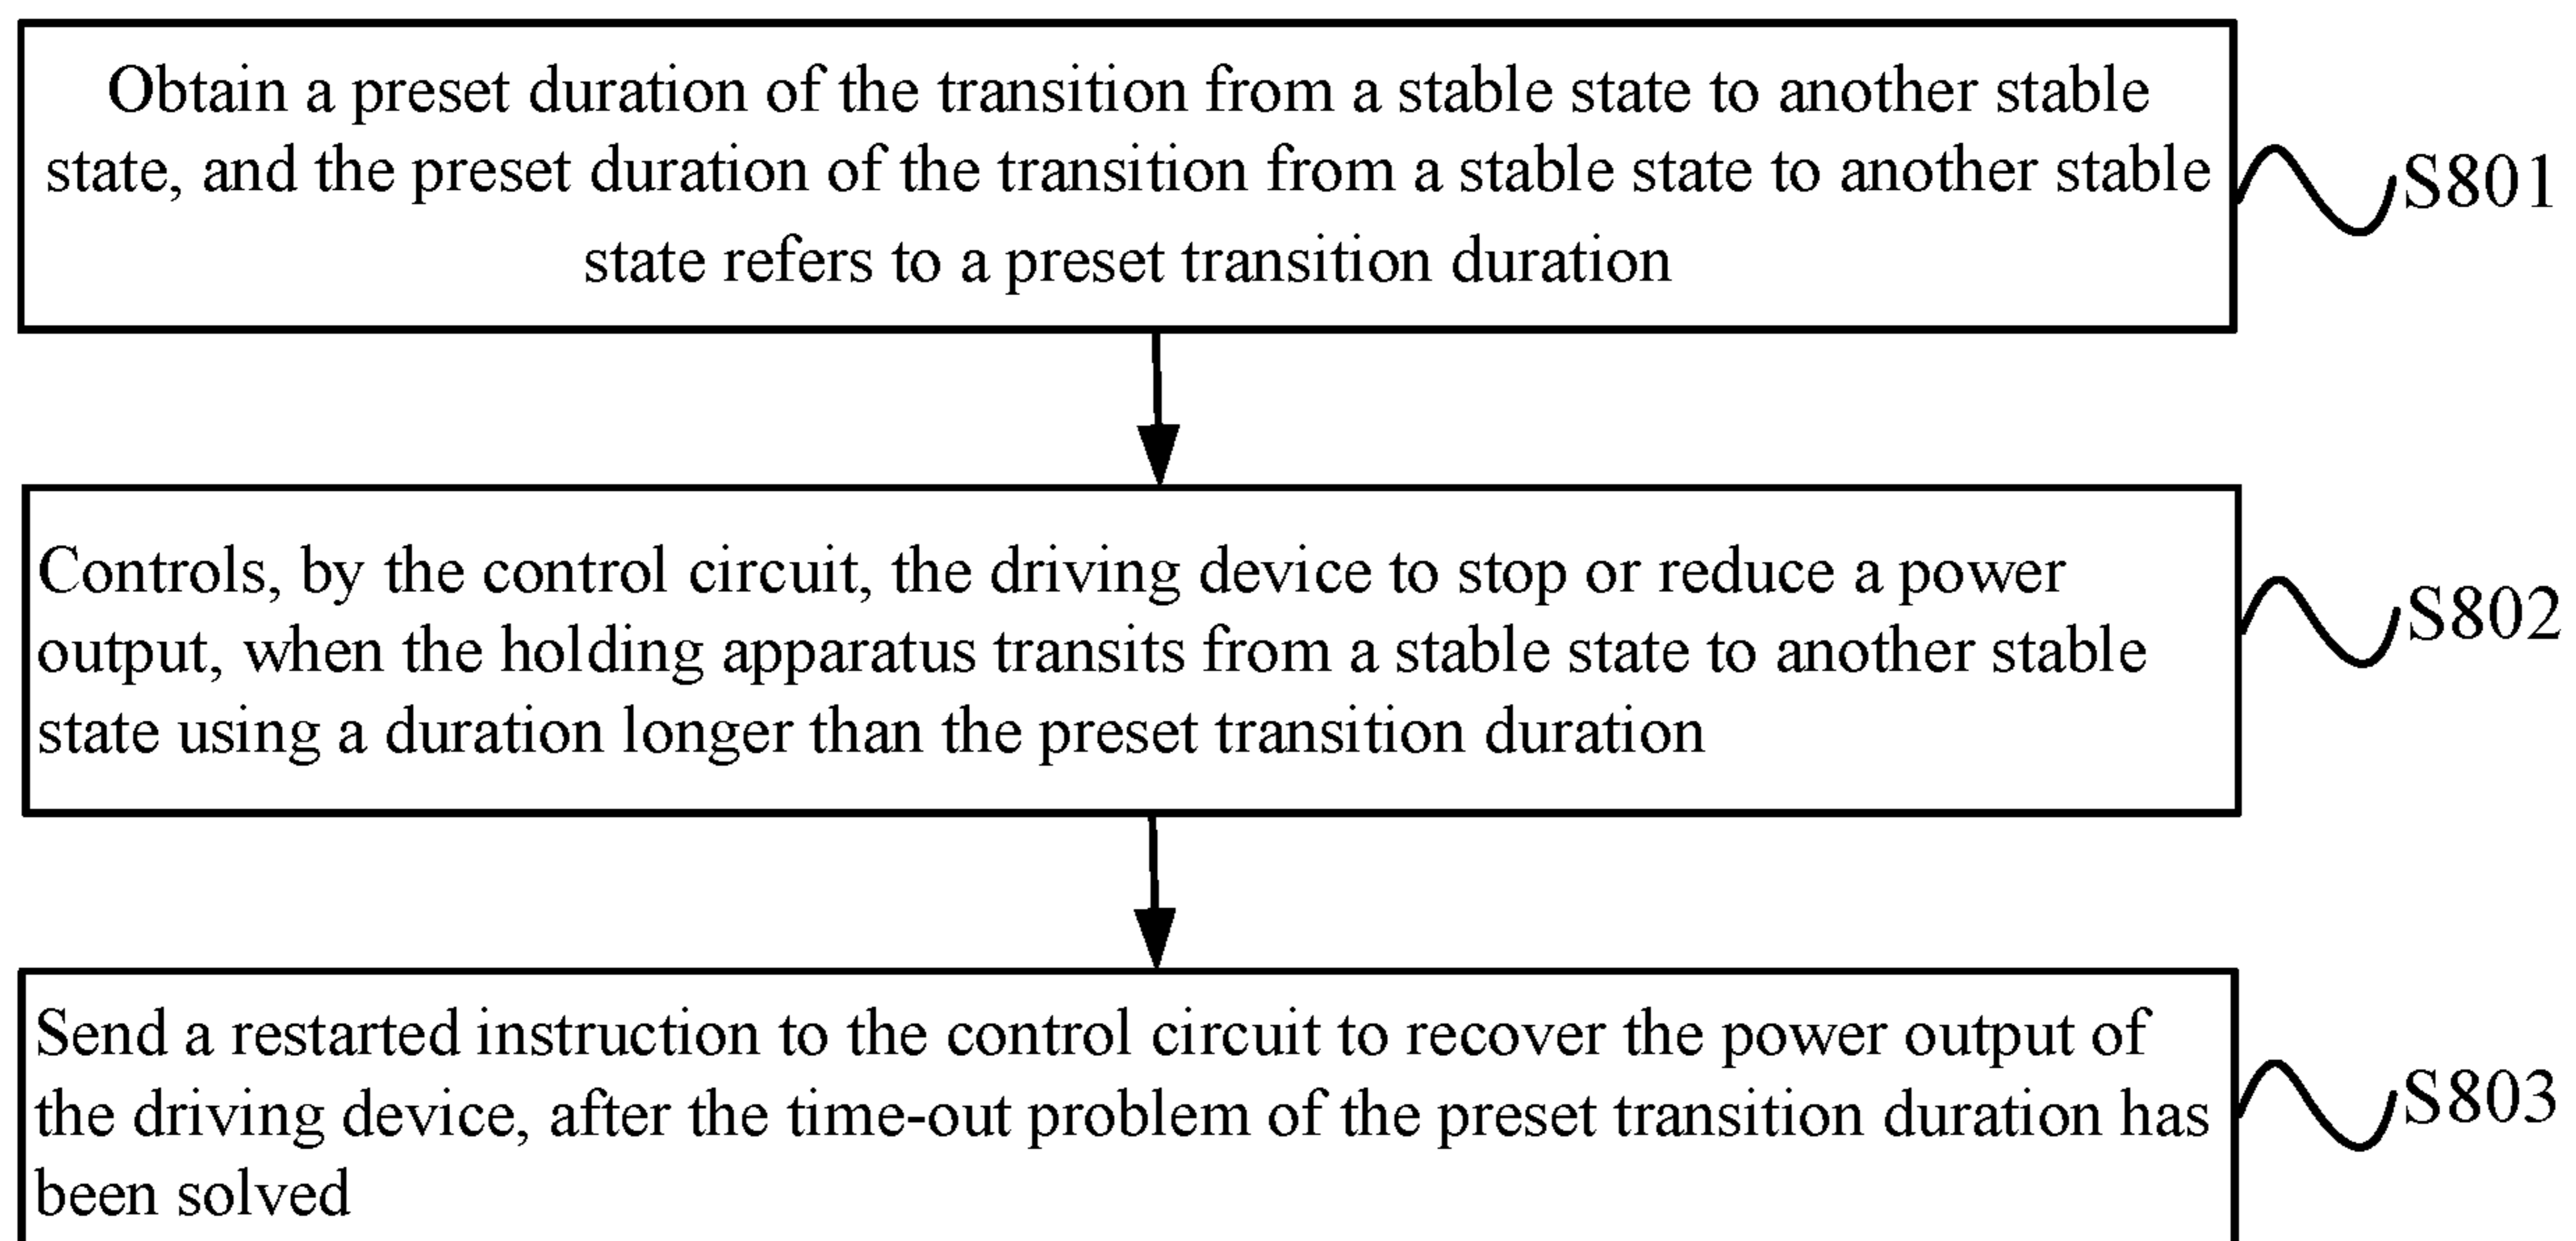 Obtain a preset duration of the transition from a stable state to another stable
state, and the preset duration of the transition from a stable state to another stable
state refers to a preset transition duration
S801
Controls, by the control circuit, the driving device to stop or reduce a power
output, when the holding apparatus transits from a stable state to another stable
state using a duration longer than the preset transition duration
S802
Send a restarted instruction to the control circuit to recover the power output of
the driving device, after the time-out problem of the preset transition duration has
been solved
S803